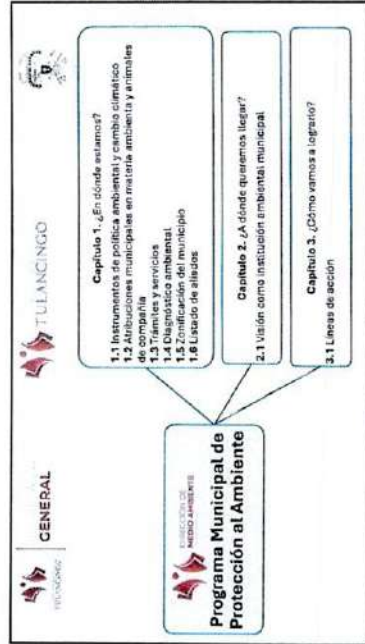 TULANCINGO
GENERAL
TULANCINGO
DIRECCIÓN DE
MEDIO AMBIENTE
Programa Municipal de
Protección al Ambiente
Capítulo 1. ¿En dónde estamos?
1.1 Instrumentos de política ambiental y cambio climático
1.2 Atribuciones municipales en materia ambienta y animales
de compañía
1.3 Trámites y servicios
1.4 Diagnóstico ambiental
1.5 Zonificación del municipio
1.6 Listado de aliados
Capítulo 2. ¿A dónde queremos llegar?
2.1 Visión como institución ambiental municipal
Capítulo 3. ¿Cómo vamos a lograrlo?
3.1 Líneas de acción